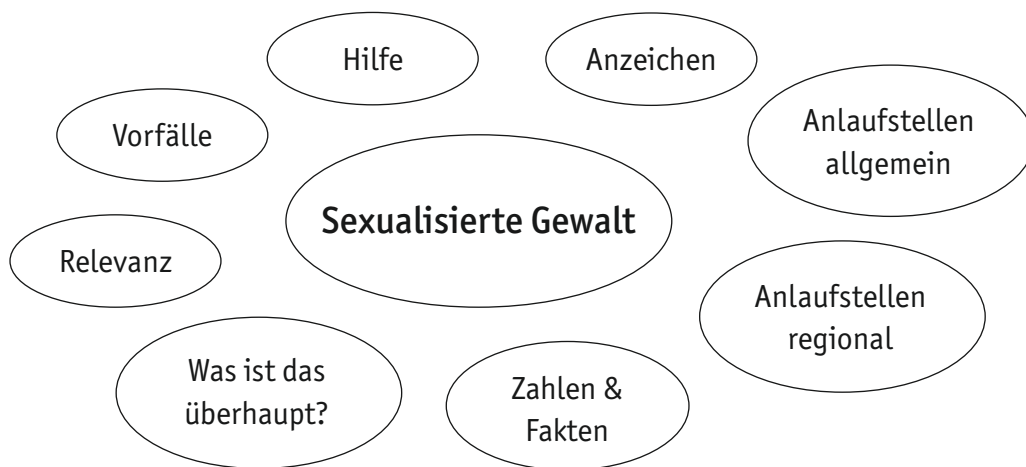 Hilfe
Anzeichen
Vorfälle
Anlaufstellen
allgemein
Sexualisierte Gewalt
Relevanz
Anlaufstellen
regional
Was ist das
überhaupt?
Zahlen &
Fakten